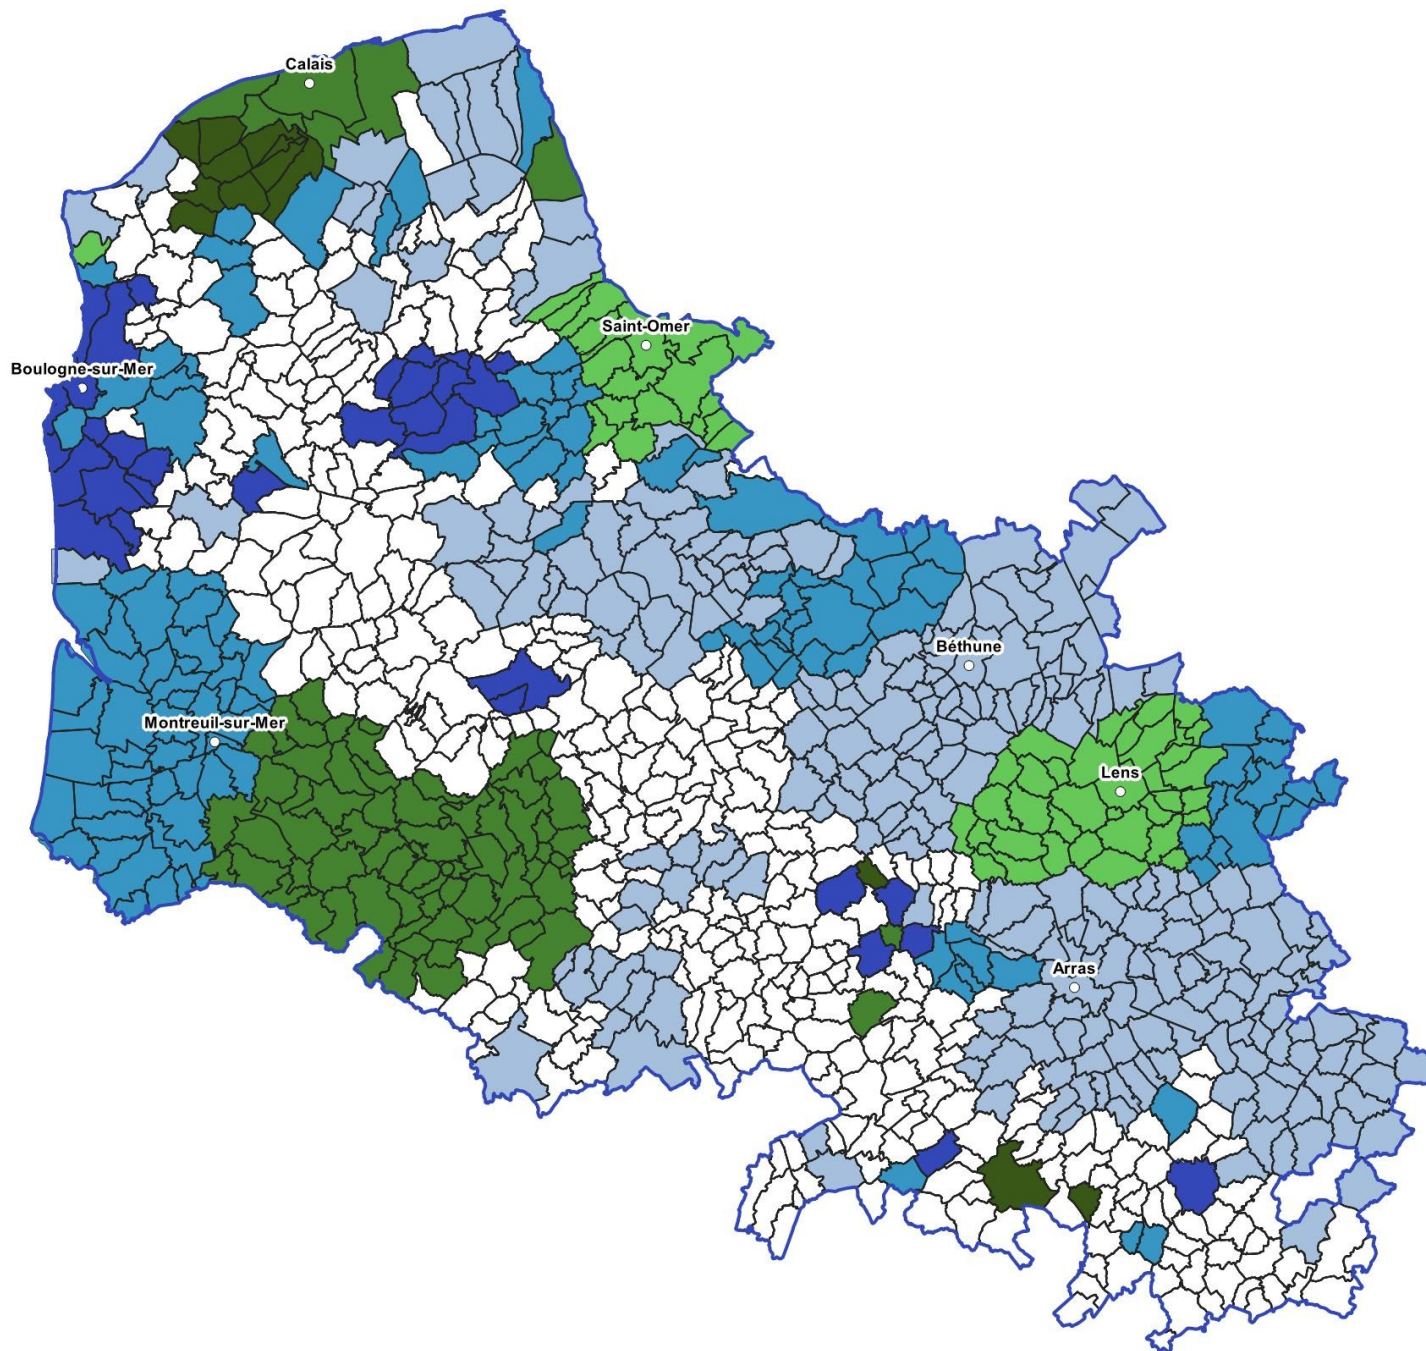 Calais
Saint-Omer
Boulogne-sur-Mer
Béthune
Montreuil-sur-Mer
Lens
Arras